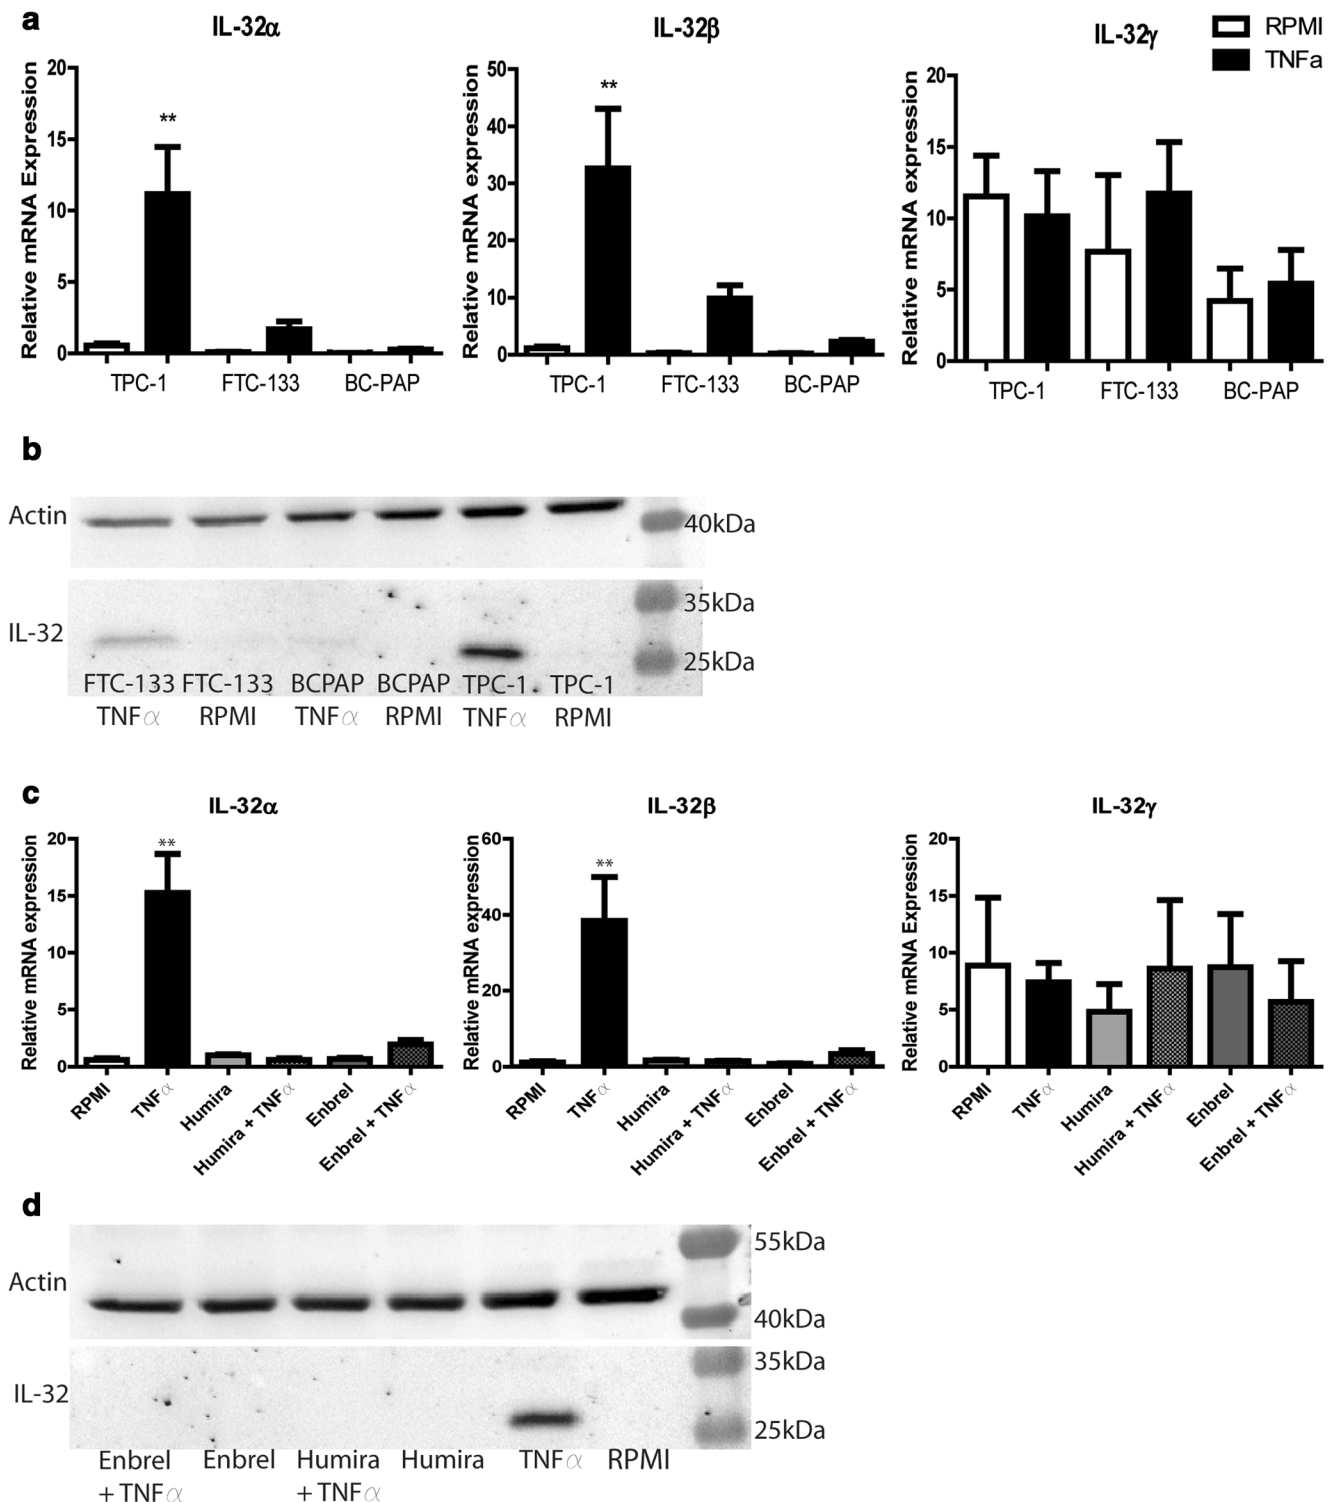 a
IL-32α
IL-32β
IL-32γ
RPMI
TNFa
Relative mRNA Expression
20
15
10
5
0
**
TPC-1 FTC-133 BC-PAP
Relative mRNA expression
50
40
30
20
10
0
**
TPC-1 FTC-133 BC-PAP
Relative mRNA expression
20
15
10
5
0
TPC-1 FTC-133 BC-PAP
b
Actin
40kDa
35kDa
IL-32
25kDa
FTC-133 FTC-133 BCPAP BCPAP TPC-1 TPC-1
TNFα RPMI TNFα RPMI TNFα RPMI
c
IL-32α
IL-32β
IL-32γ
Relative mRNA expression
20
15
10
5
0
**
RPMI
TNFα
Humira
Humira + TNFα
Enbrel
Enbrel + TNFα
Relative mRNA expression
60
40
20
0
**
RPMI
TNFα
Humira
Humira + TNFα
Enbrel
Enbrel + TNFα
Relative mRNA Expression
20
15
10
5
0
RPMI
TNFα
Humira
Humira + TNFα
Enbrel
Enbrel + TNFα
d
55kDa
Actin
40kDa
35kDa
IL-32
25kDa
Enbrel Enbrel Humira Humira TNFα RPMI
+ TNFα + TNFα